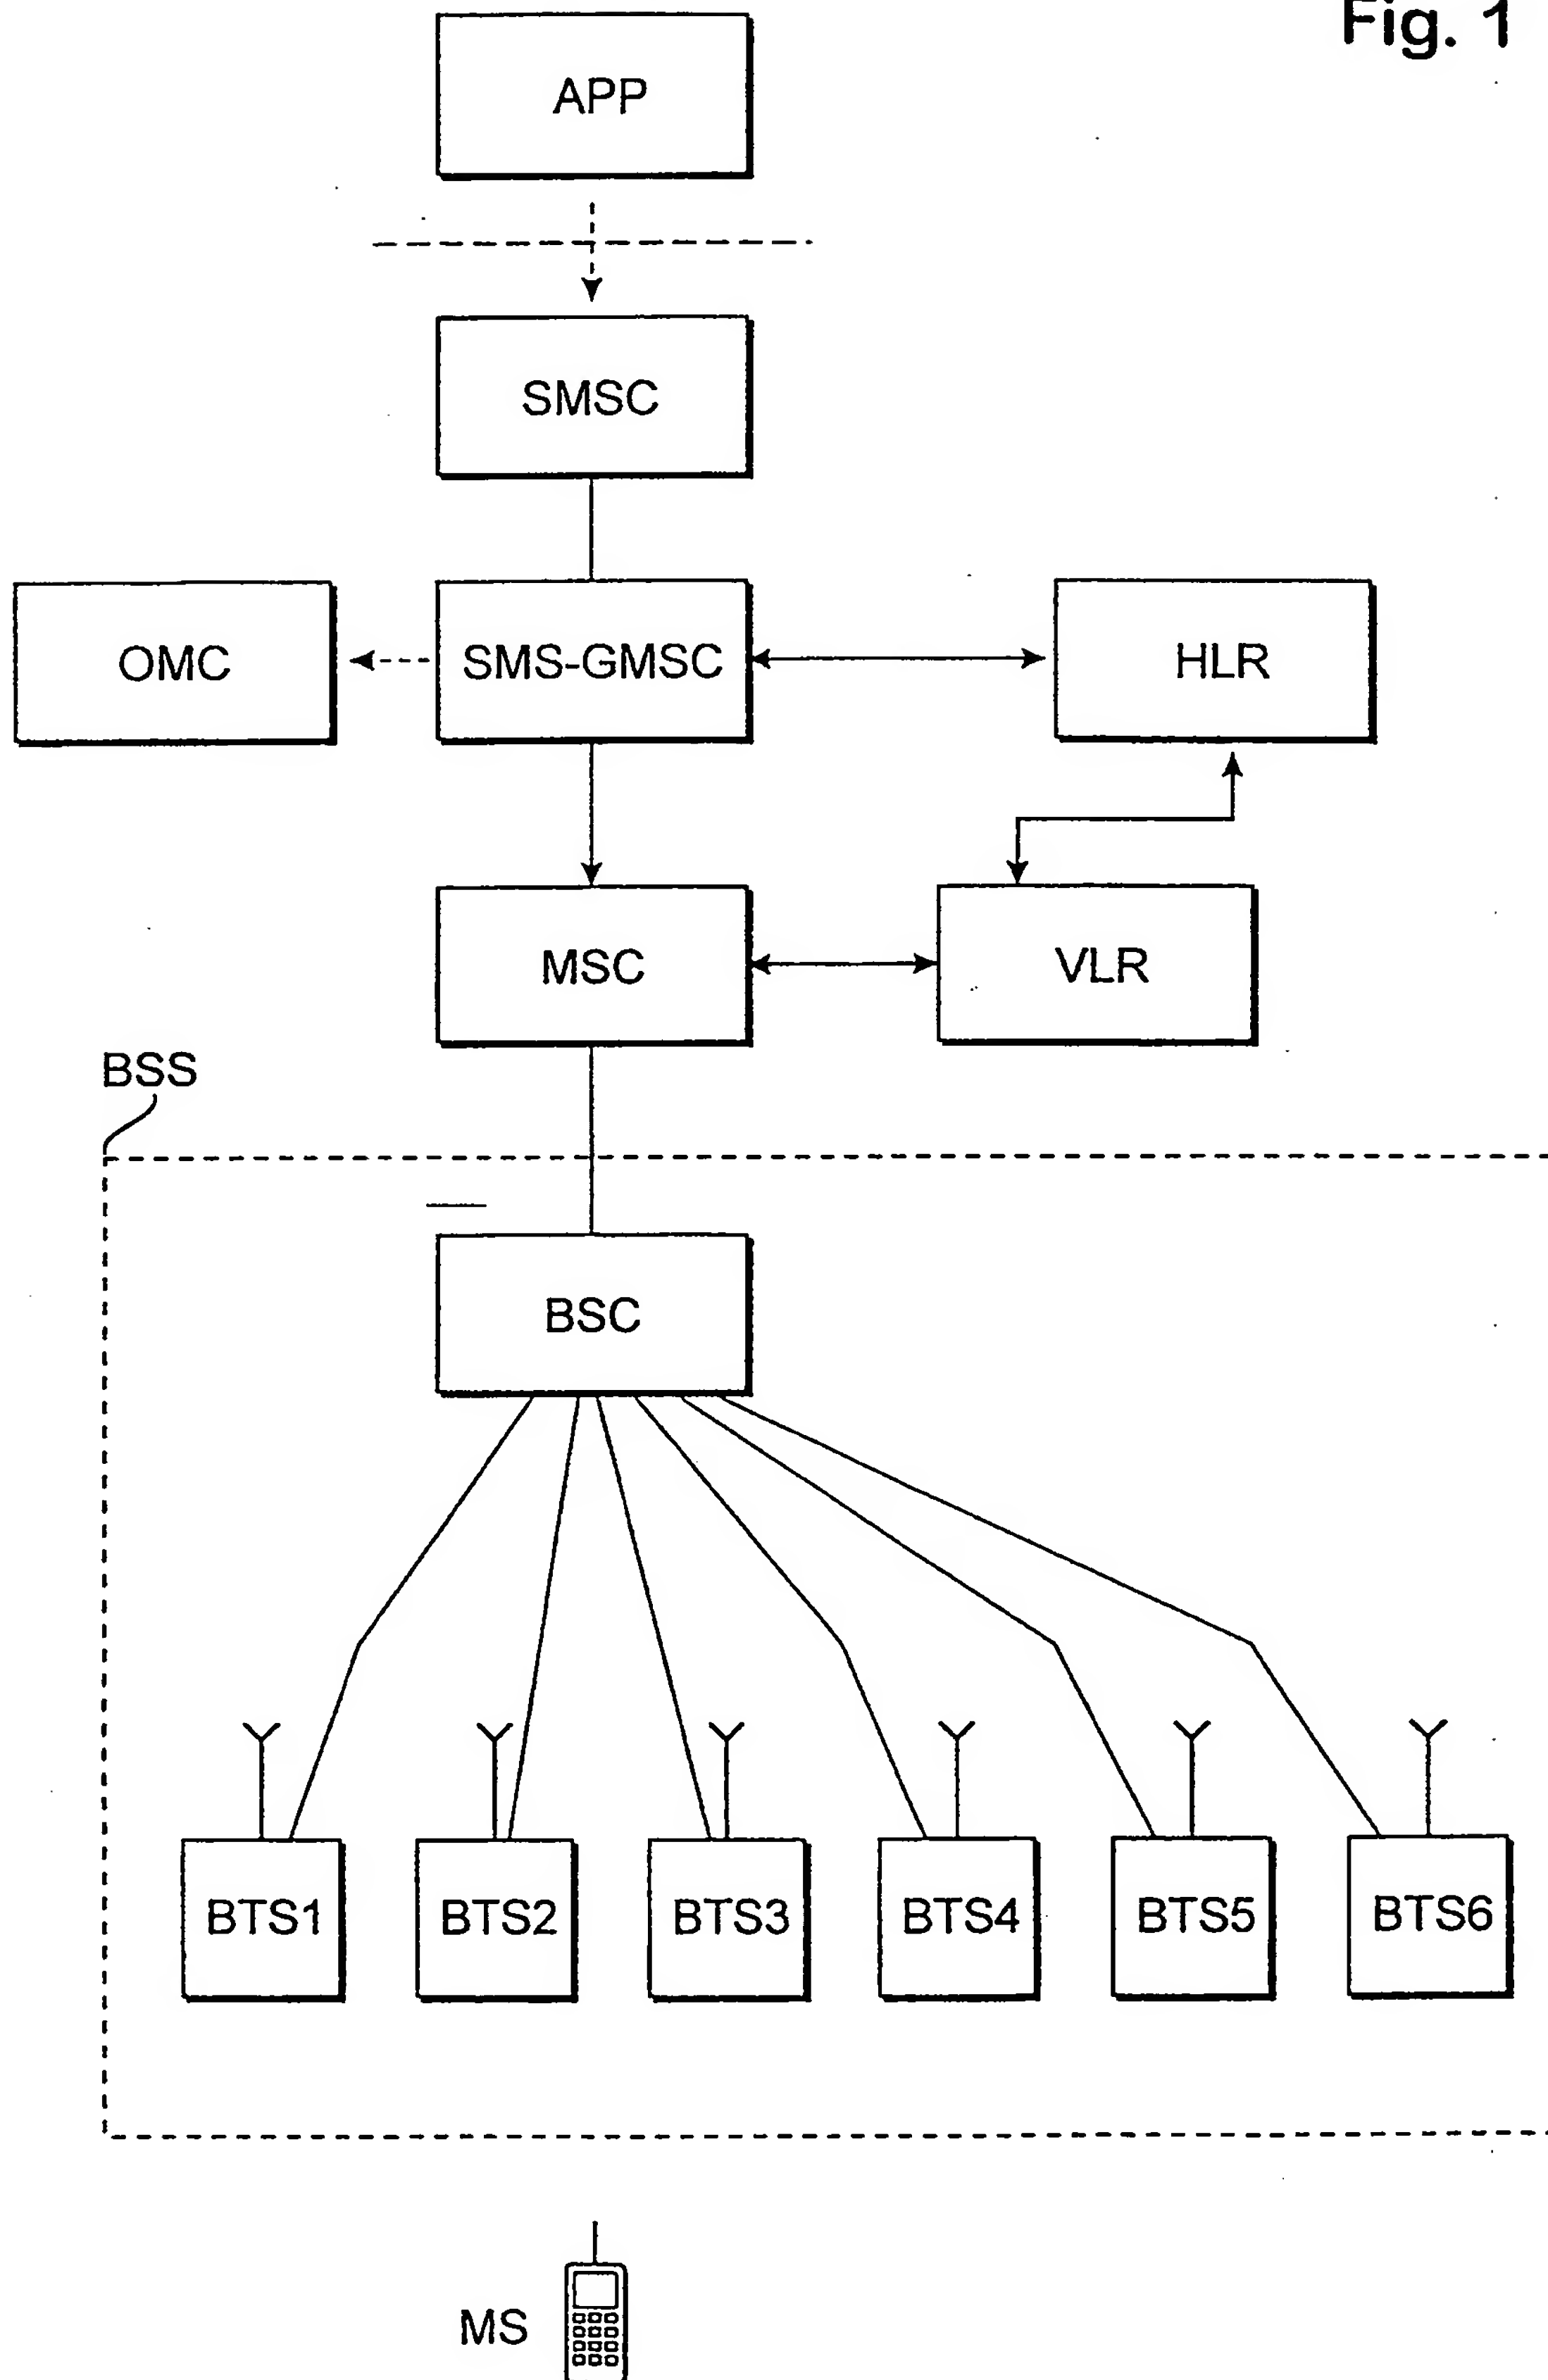 Fig. 1
APP
SMSC
OMC
SMS-GMSC
HLR
MSC
VLR
BSS
BSC
BTS1
BTS2
BTS3
BTS4
BTS5
BTS6
MS